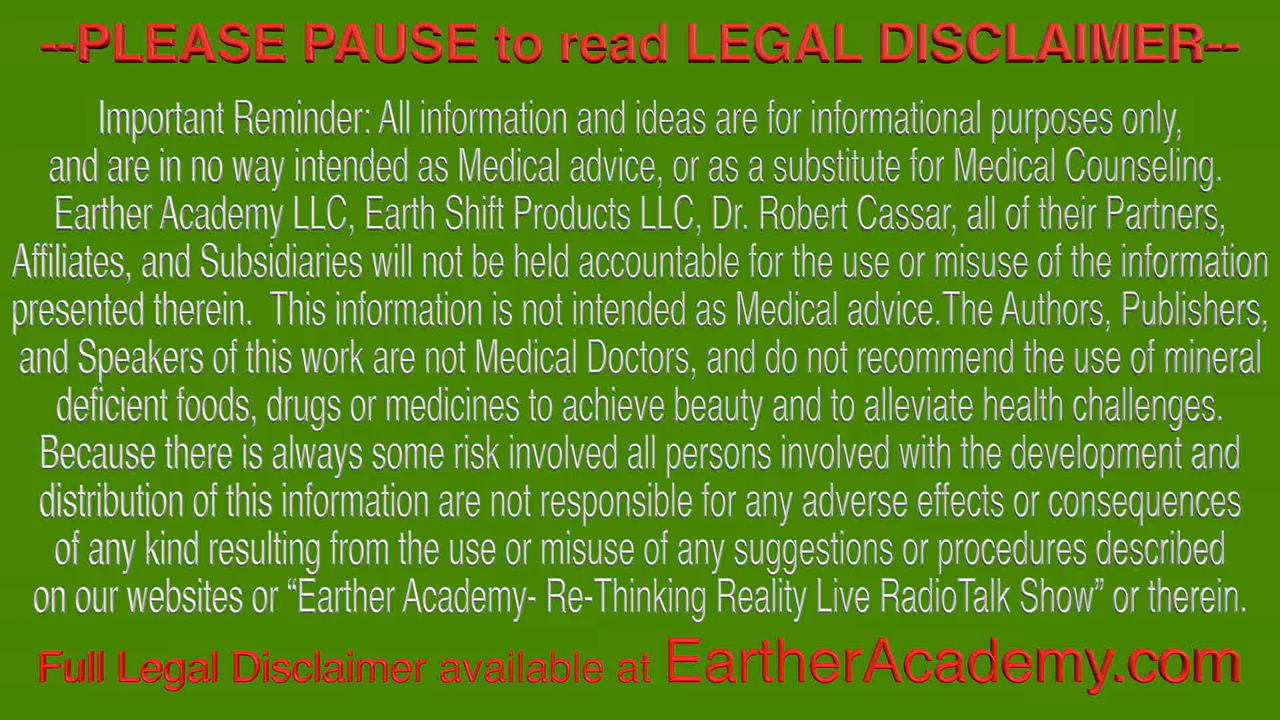 --PLEASE PAUSE to read LEGAL DISCLAIMER--
Important Reminder: All information and ideas are for informational purposes only,
and are in no way intended as Medical advice, or as a substitute for Medical Counseling.
Earther Academy LLC, Earth Shift Products LLC, Dr. Robert Cassar, all of their Partners,
Affiliates, and Subsidiaries will not be held accountable for the use or misuse of the information
presented therein.  This information is not intended as Medical advice.The Authors, Publishers,
and Speakers of this work are not Medical Doctors, and do not recommend the use of mineral
deficient foods, drugs or medicines to achieve beauty and to alleviate health challenges.
Because there is always some risk involved all persons involved with the development and
distribution of this information are not responsible for any adverse effects or consequences
of any kind resulting from the use or misuse of any suggestions or procedures described
on our websites or “Earther Academy- Re-Thinking Reality Live RadioTalk Show” or therein.
Full Legal Disclaimer available at EartherAcademy.com